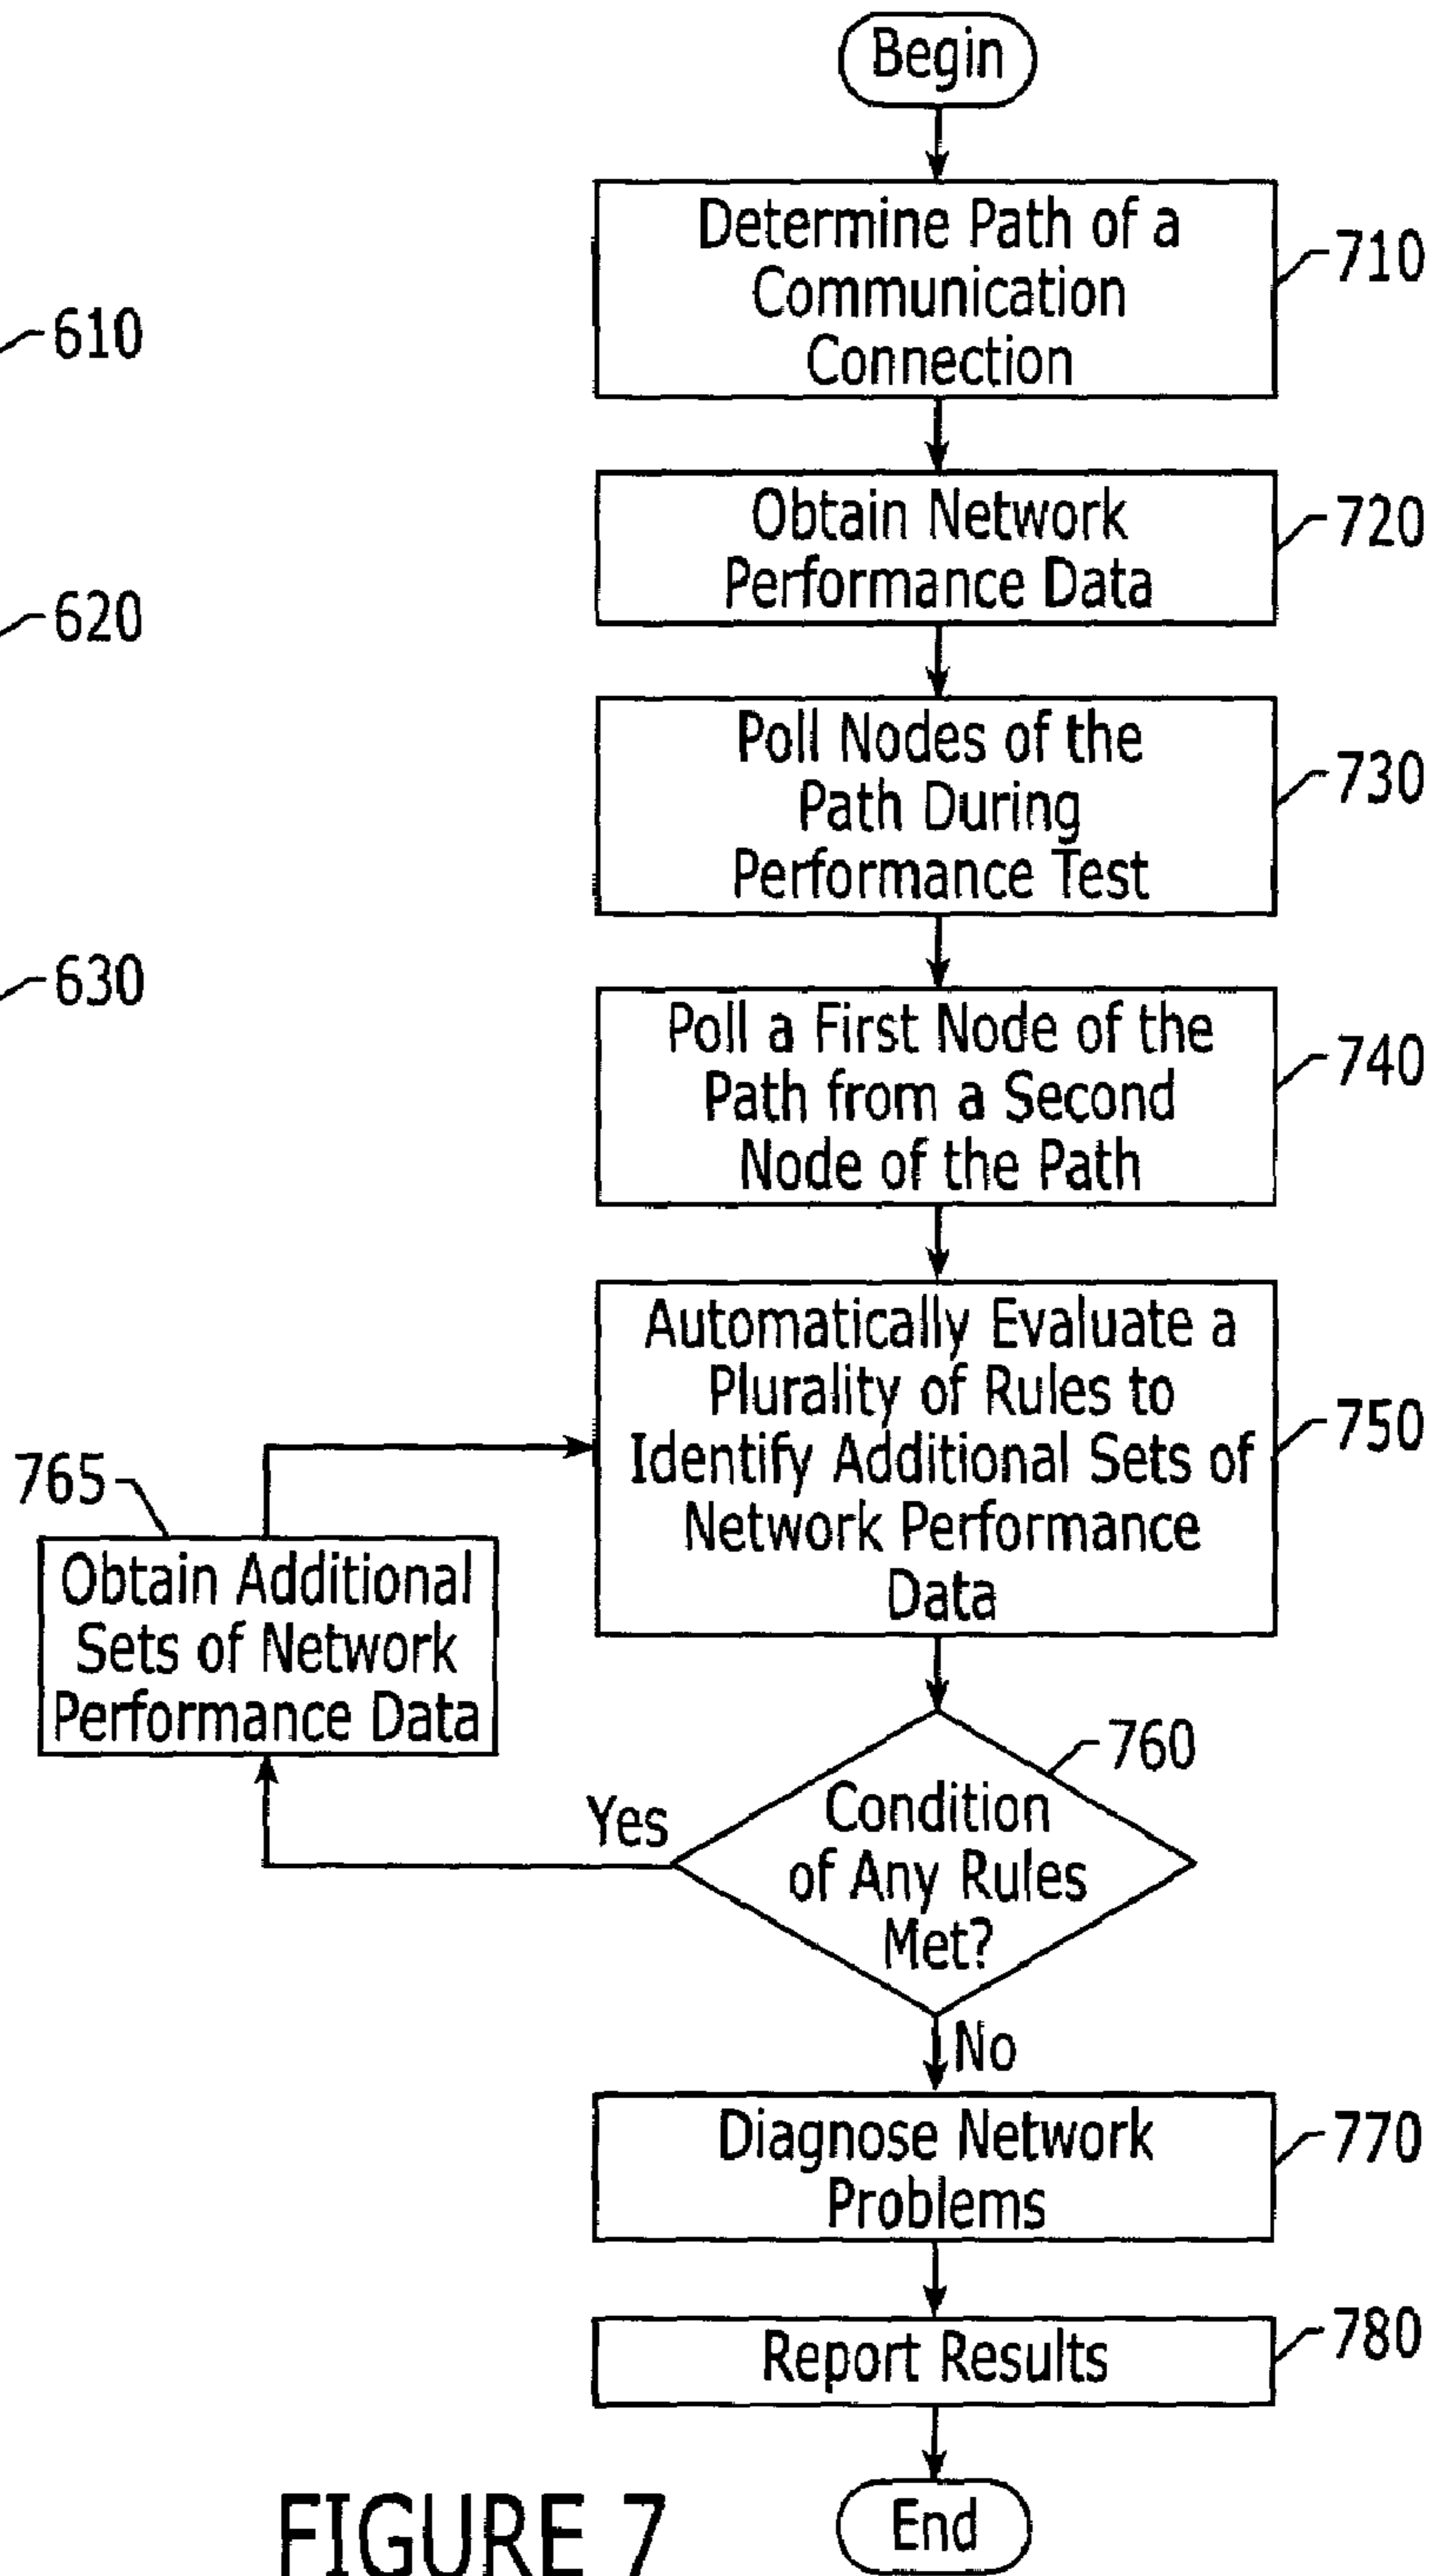 Begin
Determine Path of a
Communication
Connection
710
610
Obtain Network
Performance Data
720
620
Poll Nodes of the
Path During
Performance Test
730
630
Poll a First Node of the
Path from a Second
Node of the Path
740
Automatically Evaluate a
Plurality of Rules to
Identify Additional Sets of
Network Performance
Data
750
765
Obtain Additional
Sets of Network
Performance Data
760
Condition
of Any Rules
Met?
Yes
No
Diagnose Network
Problems
770
Report Results
780
End
FIGURE 7